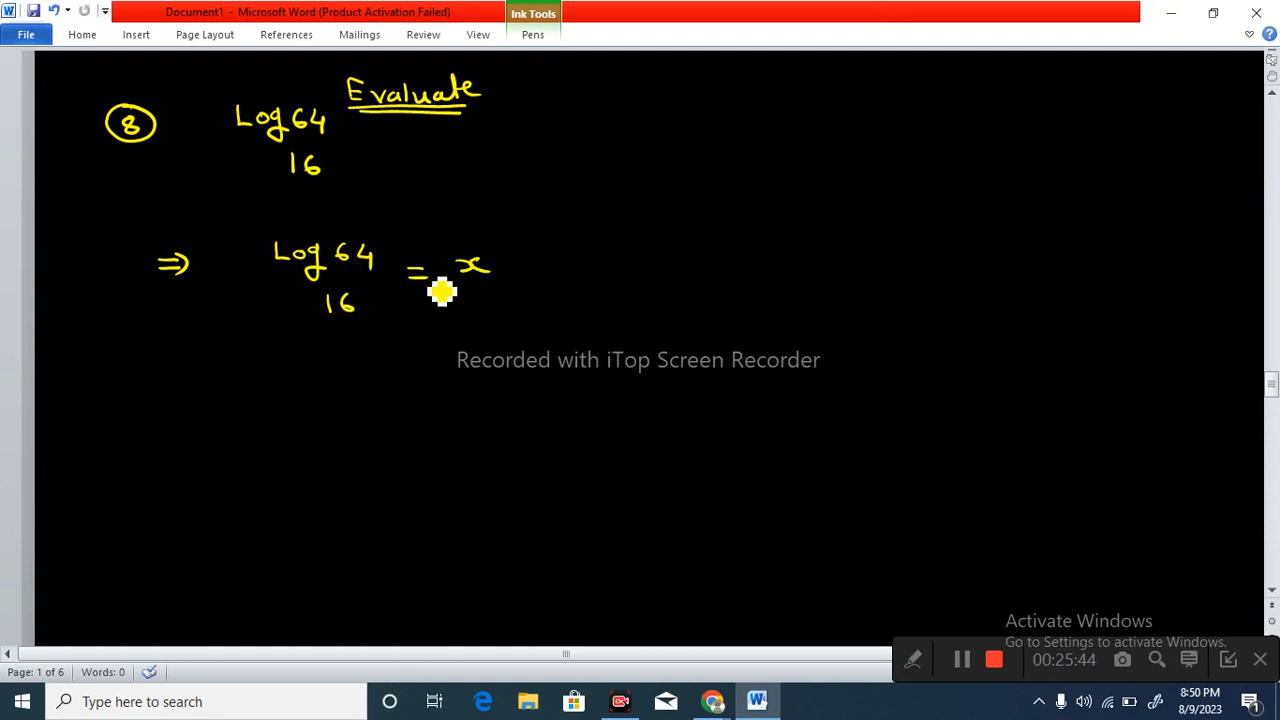 Document1 - Microsoft Word (Product Activation Failed)
Ink Tools
File Home Insert Page Layout References Mailings Review View Pens
Evaluate
8 Log 64
16
⇒ Log 64 = x
16
Recorded with iTop Screen Recorder
Activate Windows
Go to Settings to activate Windows.
00:25:44
Page: 1 of 6 Words: 0
Type here to search
8:50 PM
8/9/2023
1